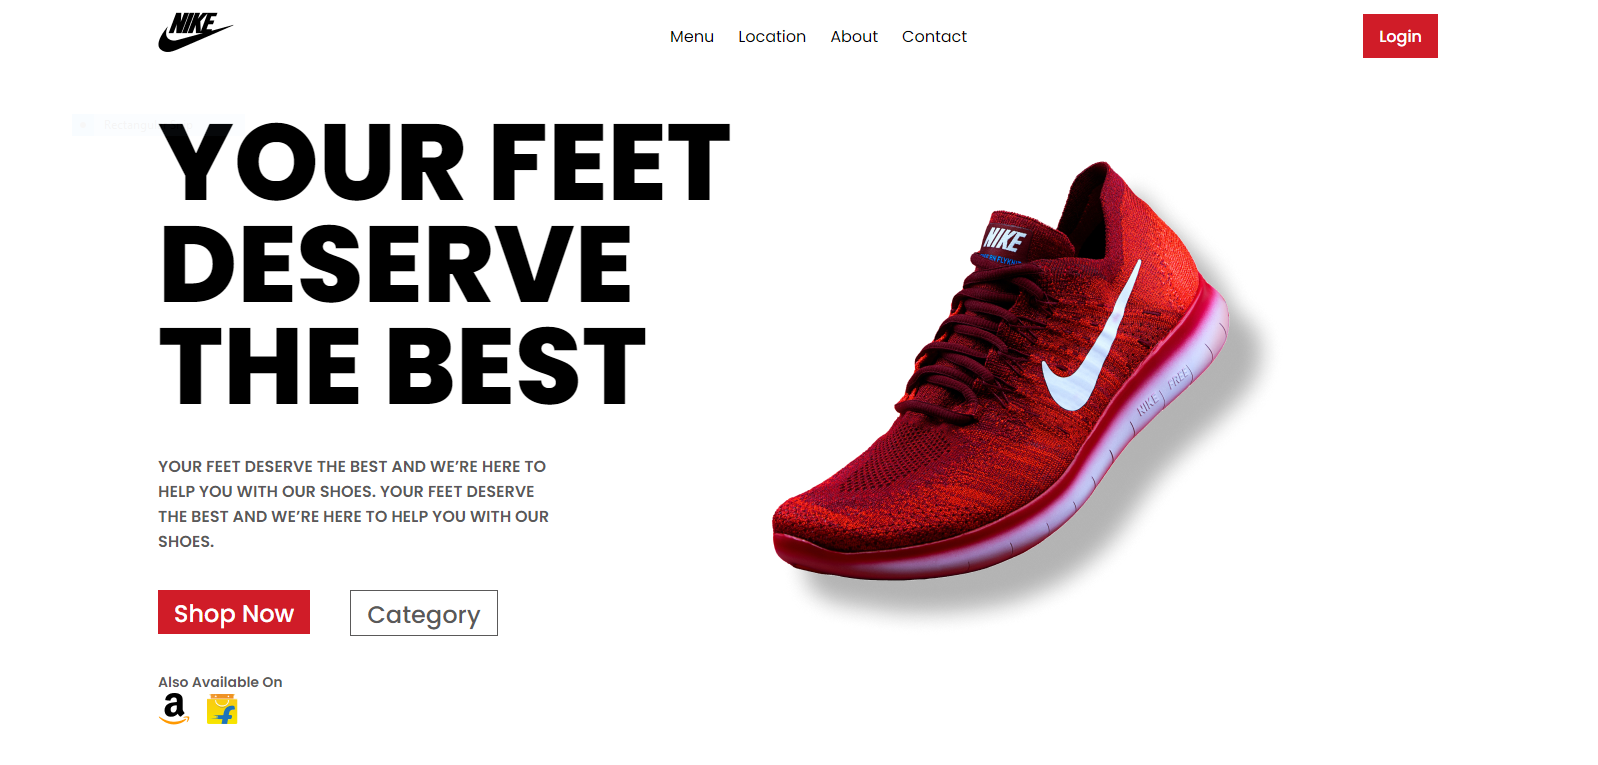 NIKE
Menu Location About Contact
Login
YOUR FEET
DESERVE
THE BEST
NIKE
NIKE FREE
YOUR FEET DESERVE THE BEST AND WE’RE HERE TO
HELP YOU WITH OUR SHOES. YOUR FEET DESERVE
THE BEST AND WE’RE HERE TO HELP YOU WITH OUR
SHOES.
Shop Now Category
Also Available On
a f